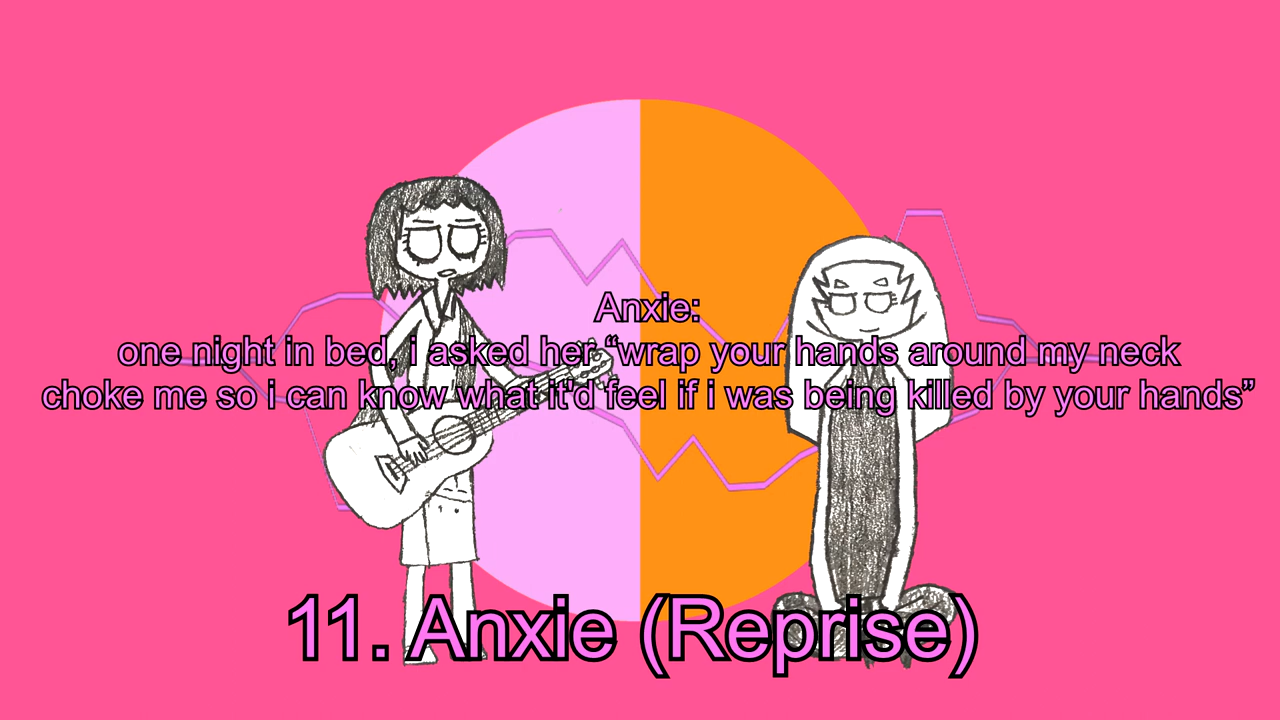 Anxie:
one night in bed, i asked her “wrap your hands around my neck
choke me so i can know what it'd feel if i was being killed by your hands”
11. Anxie (Reprise)